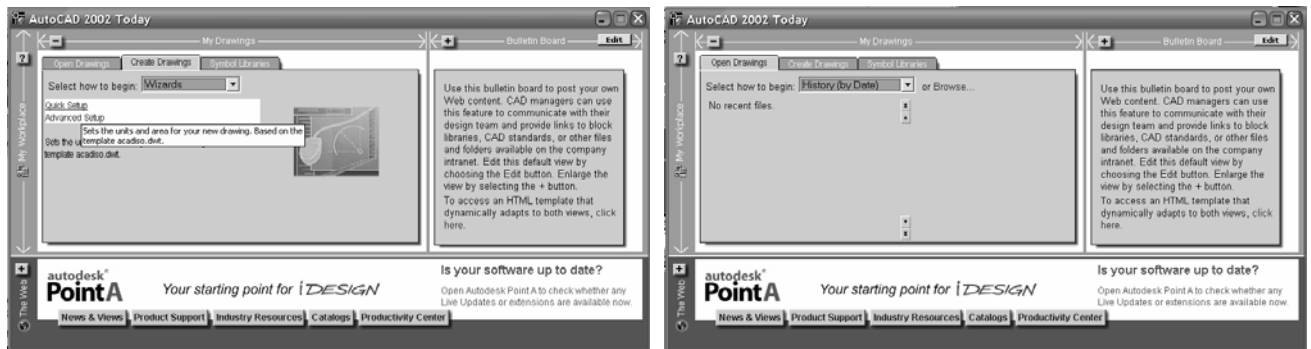 AutoCAD 2002 Today
My Drawings
Bulletin Board
Edit
Open Drawings
Create Drawings
Symbol Libraries
Select how to begin: Wizards
Quick Setup
Advanced Setup
Sets the units and area for your new drawing. Based on the
template acadiso.dwt.
Sets the u
template acadiso.dwt.
Use this bulletin board to post your own
Web content. CAD managers can use
this feature to communicate with their
design team and provide links to block
libraries, CAD standards, or other files
and folders available on the company
intranet. Edit this default view by
choosing the Edit button. Enlarge the
view by selecting the + button.
To access an HTML template that
dynamically adapts to both views, click
here.
My Workplace
The Web
autodesk®
Point A
Your starting point for iDESIGN
Is your software up to date?
Open Autodesk Point A to check whether any
Live Updates or extensions are available now.
News & Views
Product Support
Industry Resources
Catalogs
Productivity Center
AutoCAD 2002 Today
My Drawings
Bulletin Board
Edit
Open Drawings
Create Drawings
Symbol Libraries
Select how to begin: History (by Date) or Browse...
No recent files.
Use this bulletin board to post your own
Web content. CAD managers can use
this feature to communicate with their
design team and provide links to block
libraries, CAD standards, or other files
and folders available on the company
intranet. Edit this default view by
choosing the Edit button. Enlarge the
view by selecting the + button.
To access an HTML template that
dynamically adapts to both views, click
here.
My Workplace
The Web
autodesk®
Point A
Your starting point for iDESIGN
Is your software up to date?
Open Autodesk Point A to check whether any
Live Updates or extensions are available now.
News & Views
Product Support
Industry Resources
Catalogs
Productivity Center